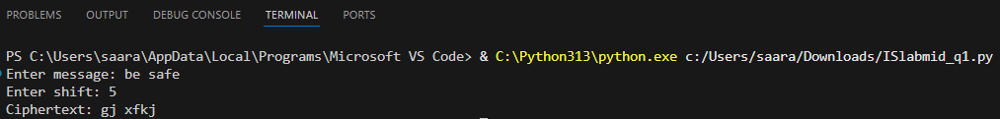 PROBLEMS OUTPUT DEBUG CONSOLE TERMINAL PORTS
PS C:\Users\saara\AppData\Local\Programs\Microsoft VS Code> & C:\Python313\python.exe c:/Users/saara/Downloads/ISlabmid_q1.py
Enter message: be safe
Enter shift: 5
Ciphertext: gj xfkj